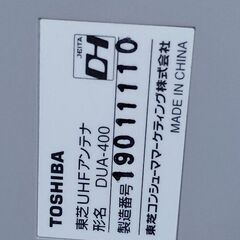 TOSHIBA
JEITA
DH
東芝UHFアンテナ
形名 DUA-400
製造番号 19011110
東芝コンシューママーケティング株式会社
MADE IN CHINA